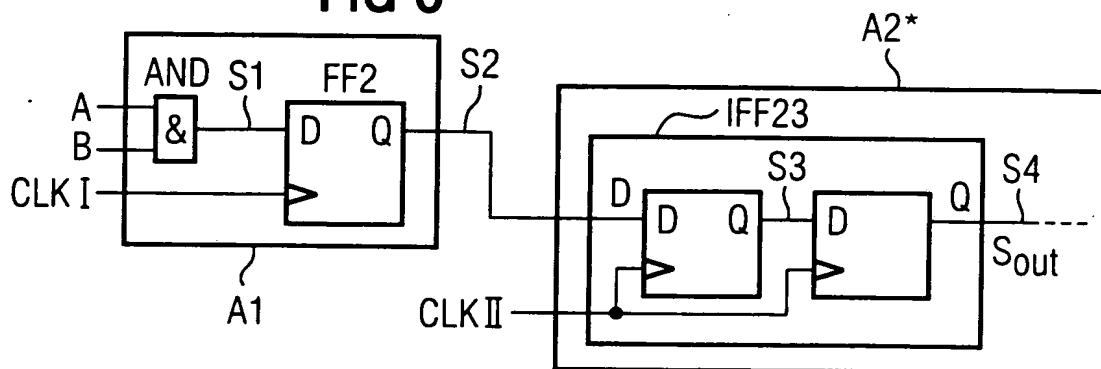 A2*
AND S1 FF2 S2
IFF23
A
&
D Q
B
S3
S4
CLK I
D
D Q
D
Q
Sout
A1
CLK II